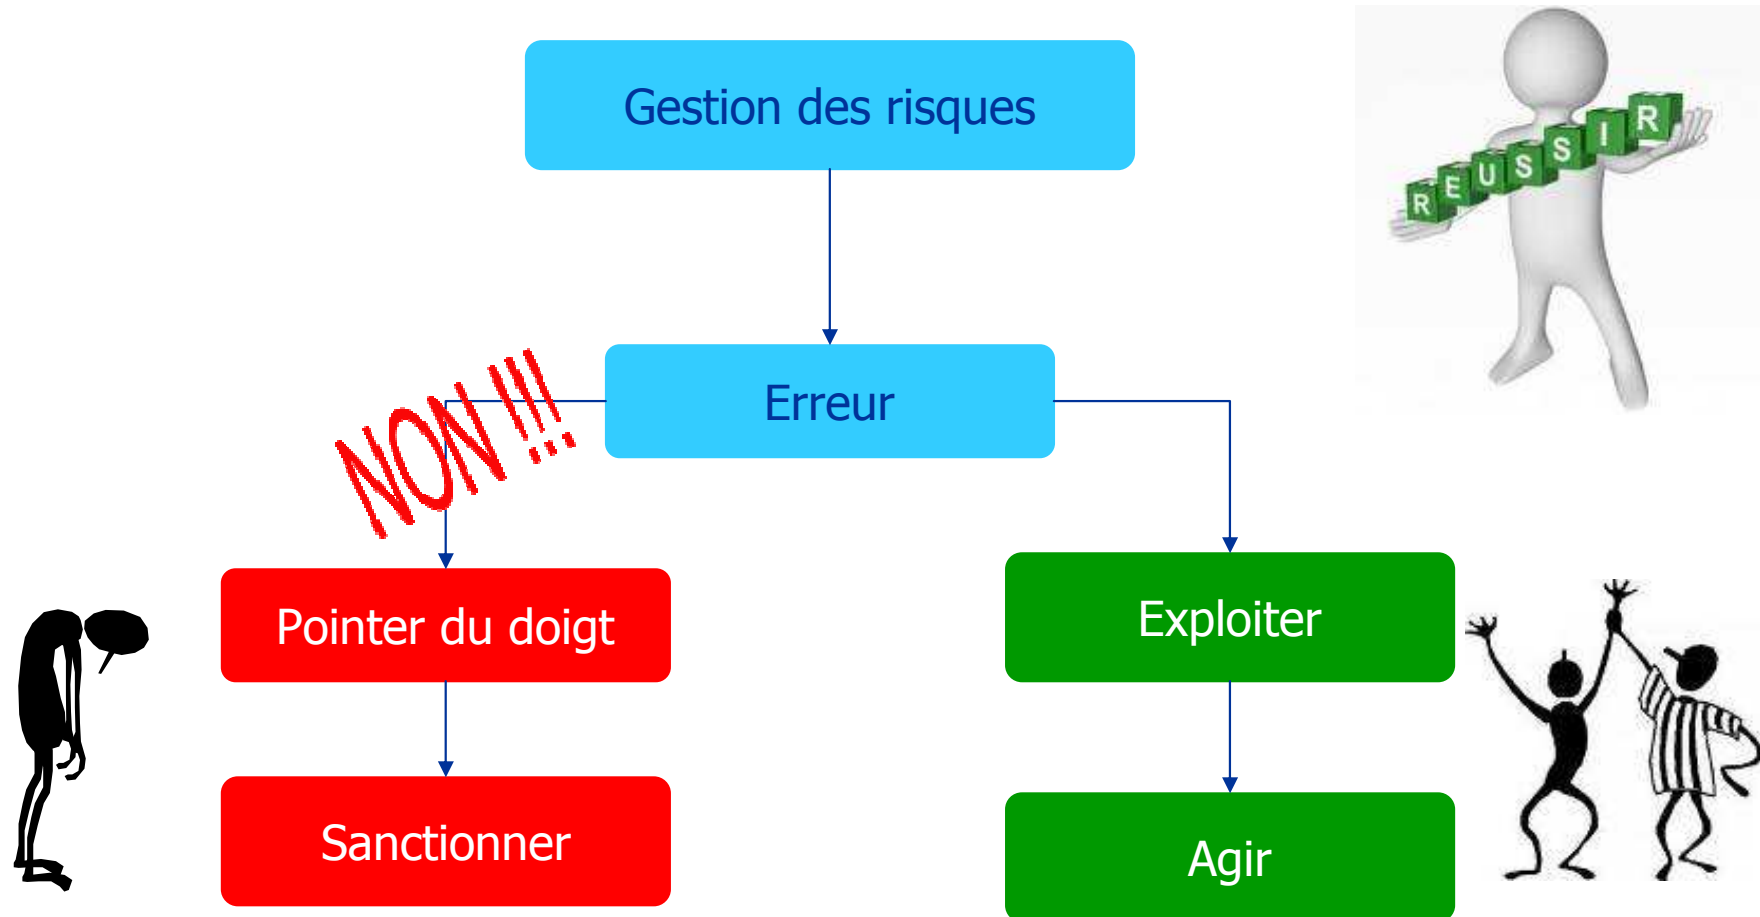 Gestion des risques
REUSSIR
Erreur
NON !!!
Pointer du doigt
Exploiter
Sanctionner
Agir